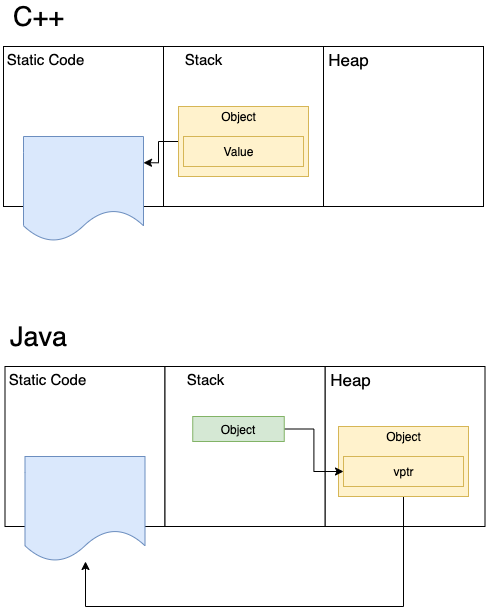 C++
Static Code
Stack
Heap
Object
Value
Java
Static Code
Stack
Heap
Object
Object
vptr